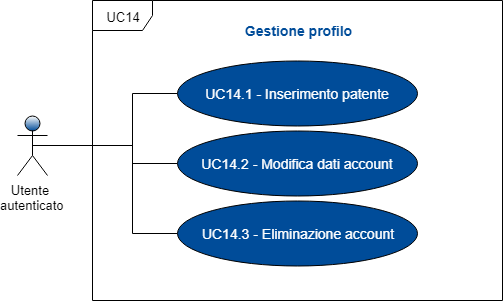 UC14
Gestione profilo
UC14.1 - Inserimento patente
UC14.2 - Modifica dati account
UC14.3 - Eliminazione account
Utente
autenticato